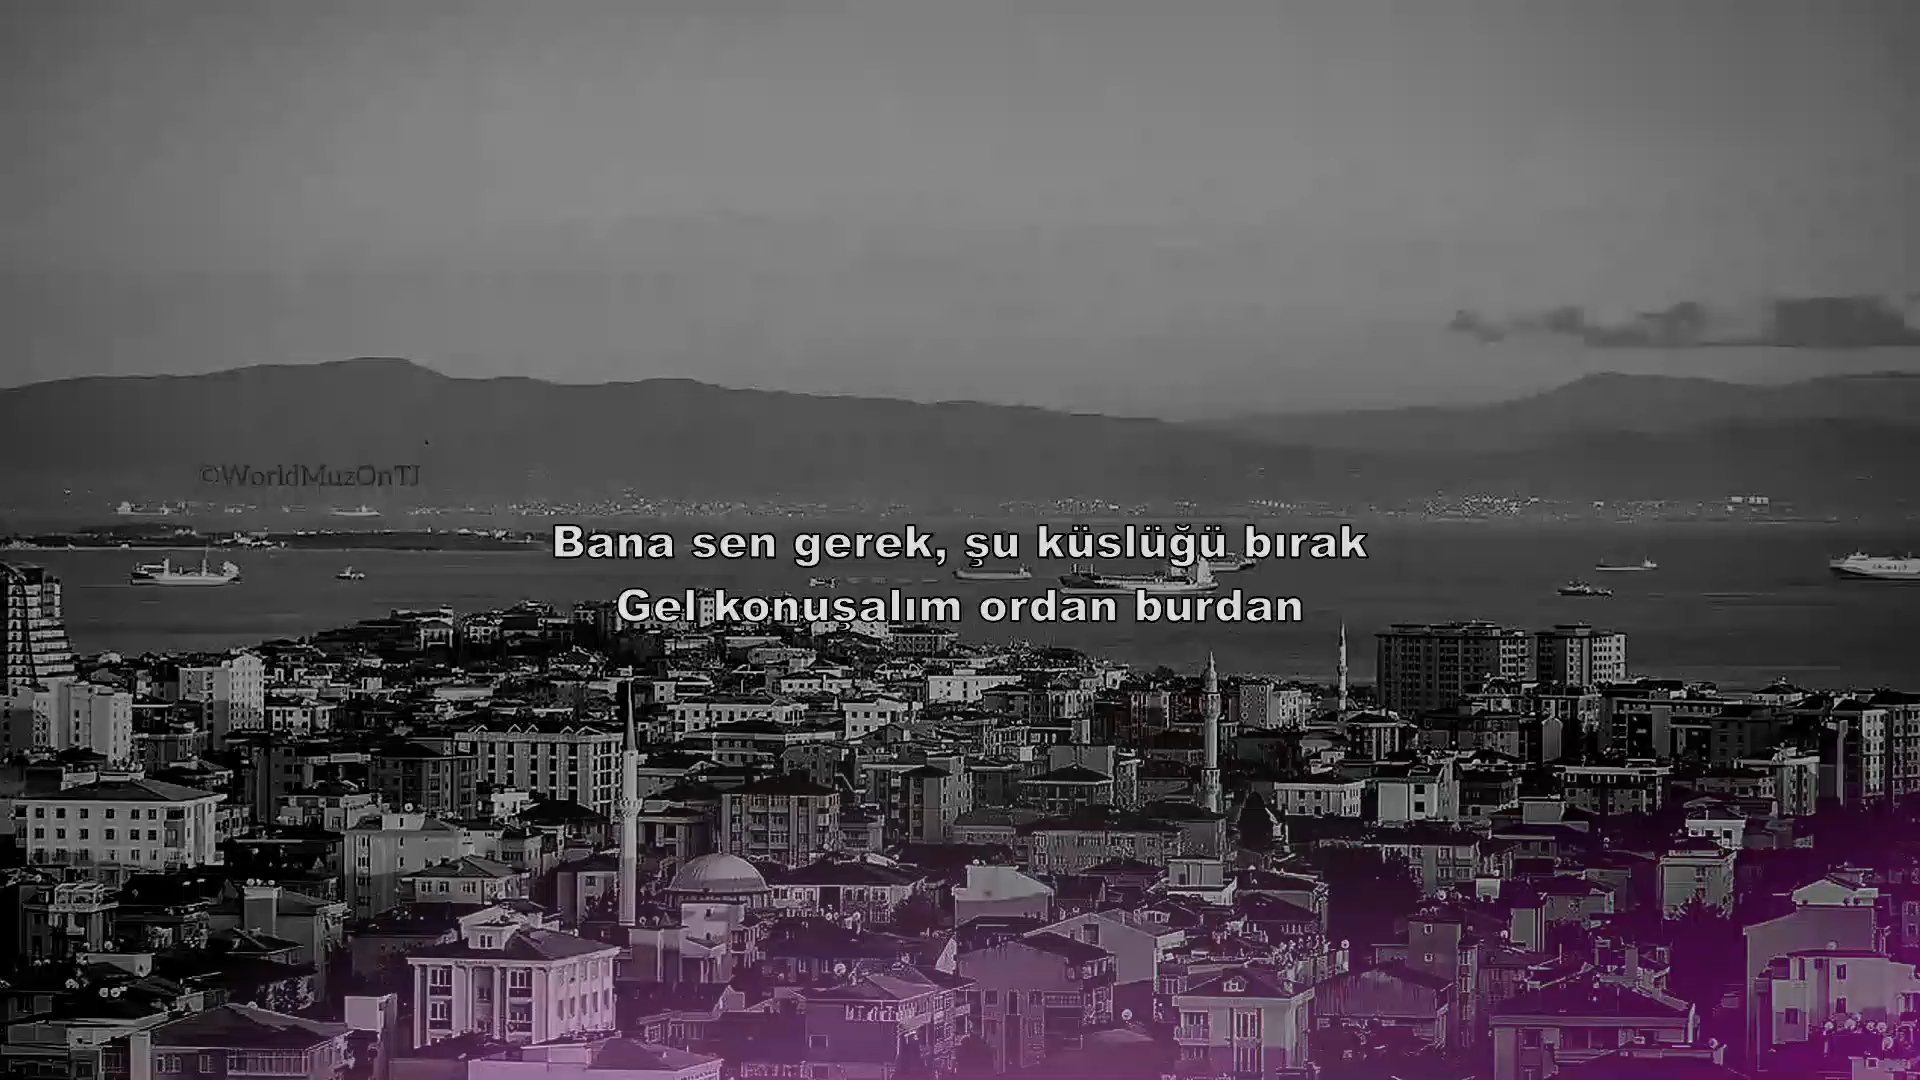 ©WorldMuzOnTJ
Bana sen gerek, şu küslüğü bırak
Gel konuşalım ordan burdan